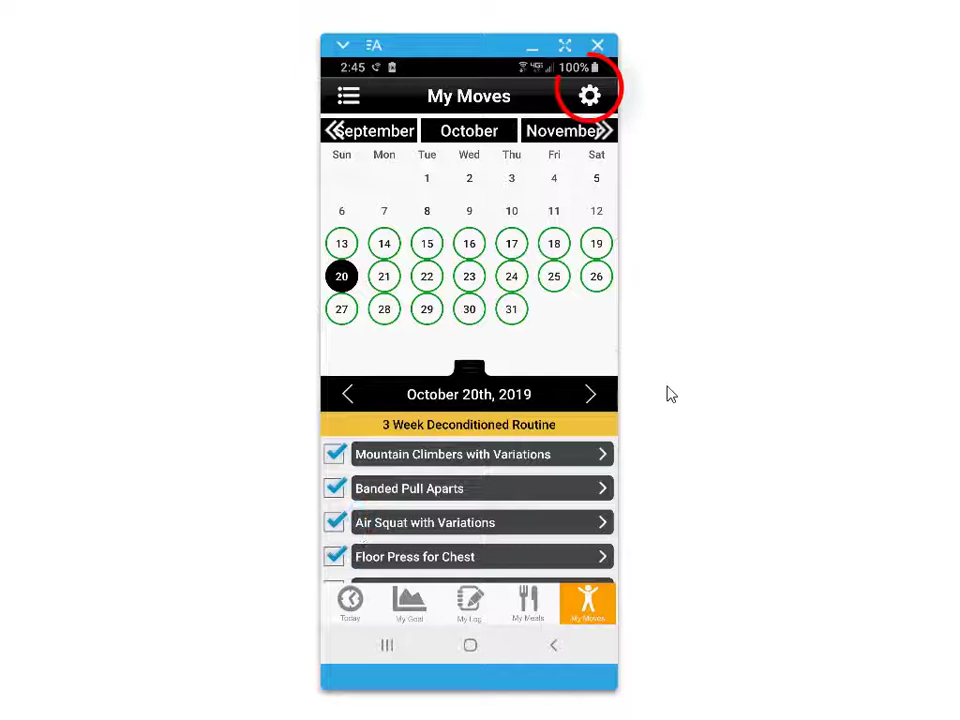 2:45 100%
My Moves
September October November
Sun Mon Tue Wed Thu Fri Sat
1 2 3 4 5
6 7 8 9 10 11 12
13 14 15 16 17 18 19
20 21 22 23 24 25 26
27 28 29 30 31
October 20th, 2019
3 Week Deconditioned Routine
Mountain Climbers with Variations
Banded Pull Aparts
Air Squat with Variations
Floor Press for Chest
Today My Goal My Log My Meals My Moves